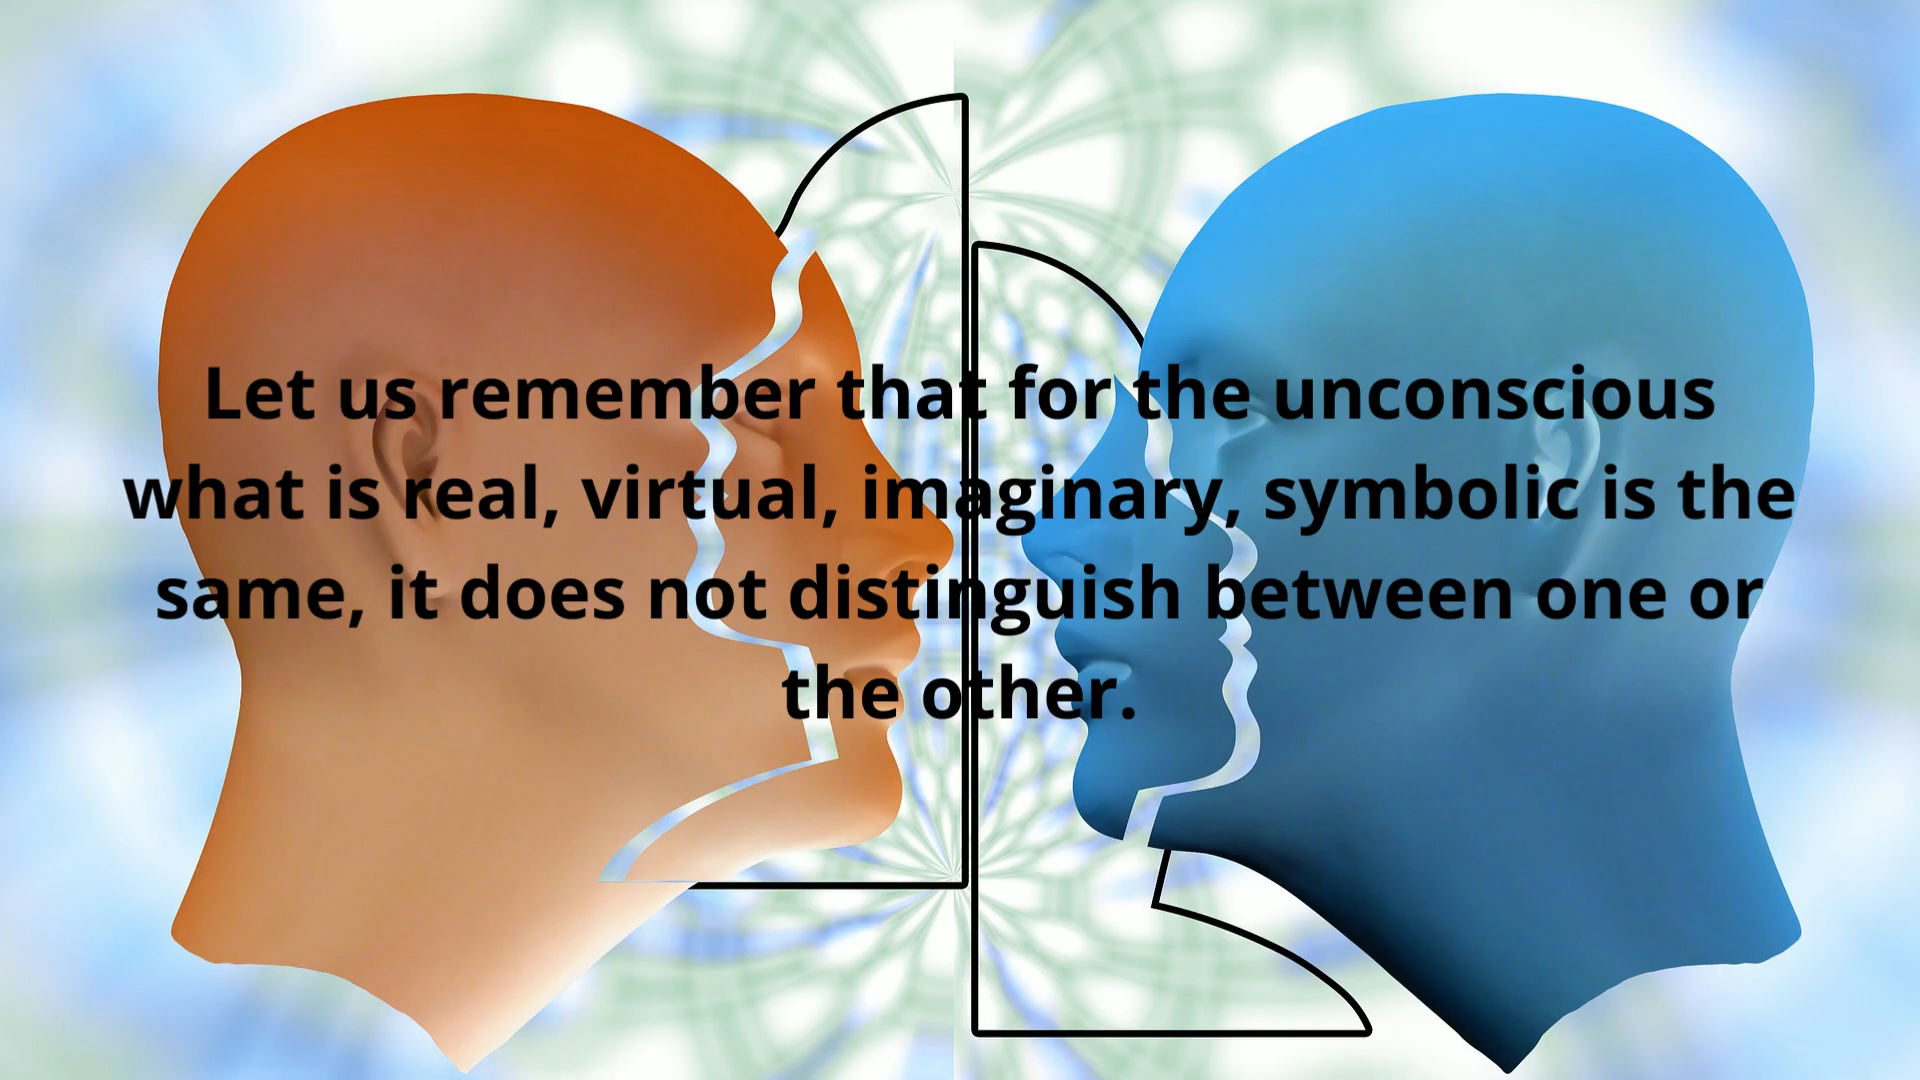 Let us remember that for the unconscious
what is real, virtual, imaginary, symbolic is the
same, it does not distinguish between one or
the other.